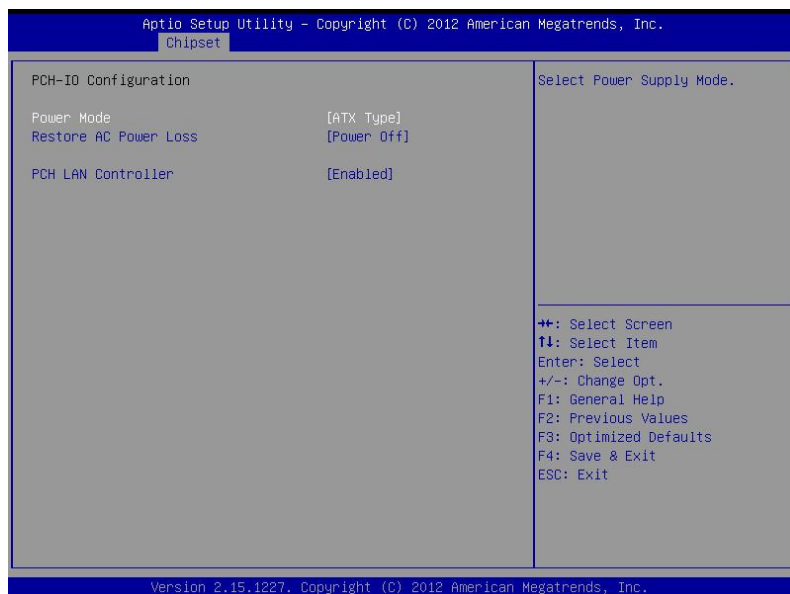 Aptio Setup Utility – Copyright (C) 2012 American Megatrends, Inc.
Chipset
PCH-IO Configuration
Power Mode [ATX Type]
Restore AC Power Loss [Power Off]
PCH LAN Controller [Enabled]
Select Power Supply Mode.
→←: Select Screen
↑↓: Select Item
Enter: Select
+/-: Change Opt.
F1: General Help
F2: Previous Values
F3: Optimized Defaults
F4: Save & Exit
ESC: Exit
Version 2.15.1227. Copyright (C) 2012 American Megatrends, Inc.